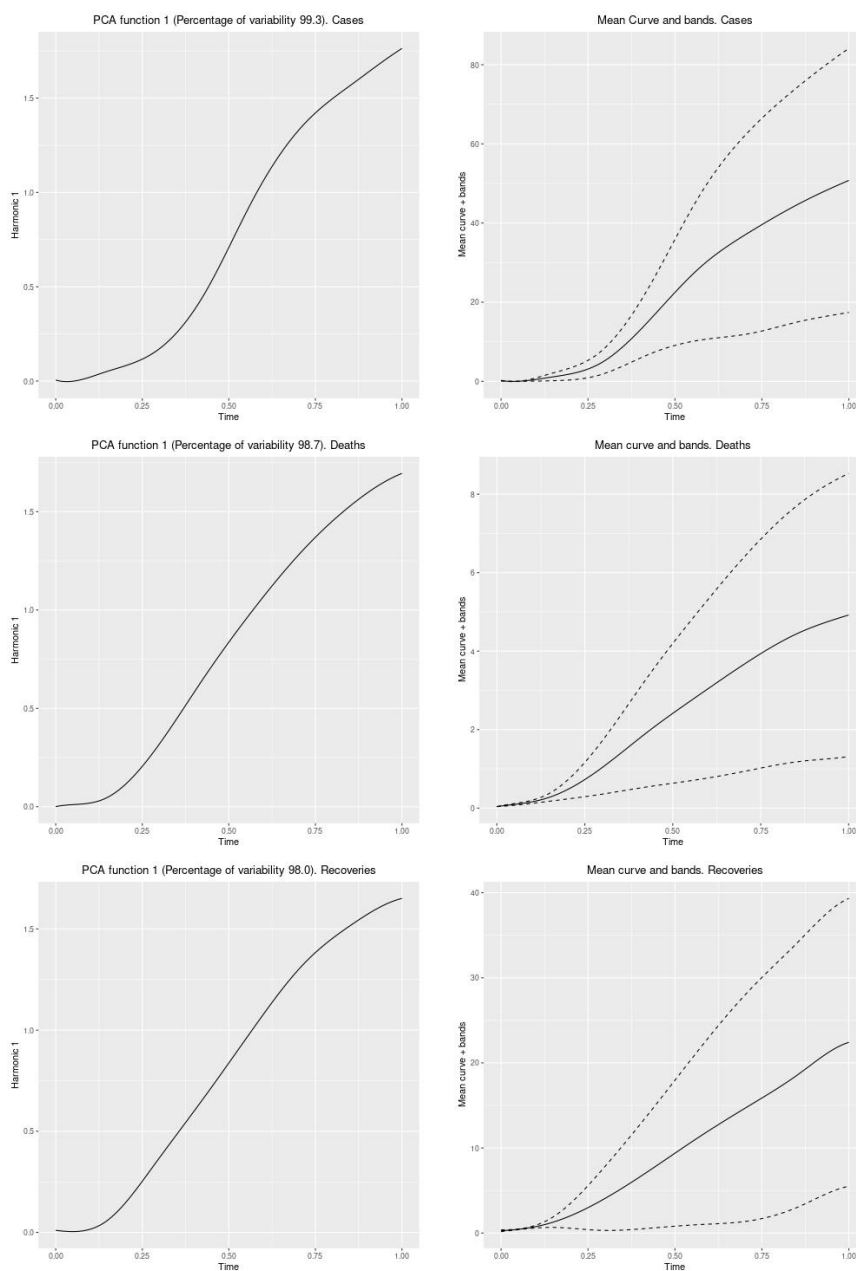 PCA function 1 (Percentage of variability 99.3). Cases
1.5
1.0
0.5
0.0
Harmonic 1
0.00 0.25 0.50 0.75 1.00
Time
Mean Curve and bands. Cases
80
60
40
20
0
Mean curve + bands
0.00 0.25 0.50 0.75 1.00
Time
PCA function 1 (Percentage of variability 98.7). Deaths
1.5
1.0
0.5
0.0
Harmonic 1
0.00 0.25 0.50 0.75 1.00
Time
Mean curve and bands. Deaths
8
6
4
2
0
Mean curve + bands
0.00 0.25 0.50 0.75 1.00
Time
PCA function 1 (Percentage of variability 98.0). Recoveries
1.5
1.0
0.5
0.0
Harmonic 1
0.00 0.25 0.50 0.75 1.00
Time
Mean curve and bands. Recoveries
40
30
20
10
0
Mean curve + bands
0.00 0.25 0.50 0.75 1.00
Time